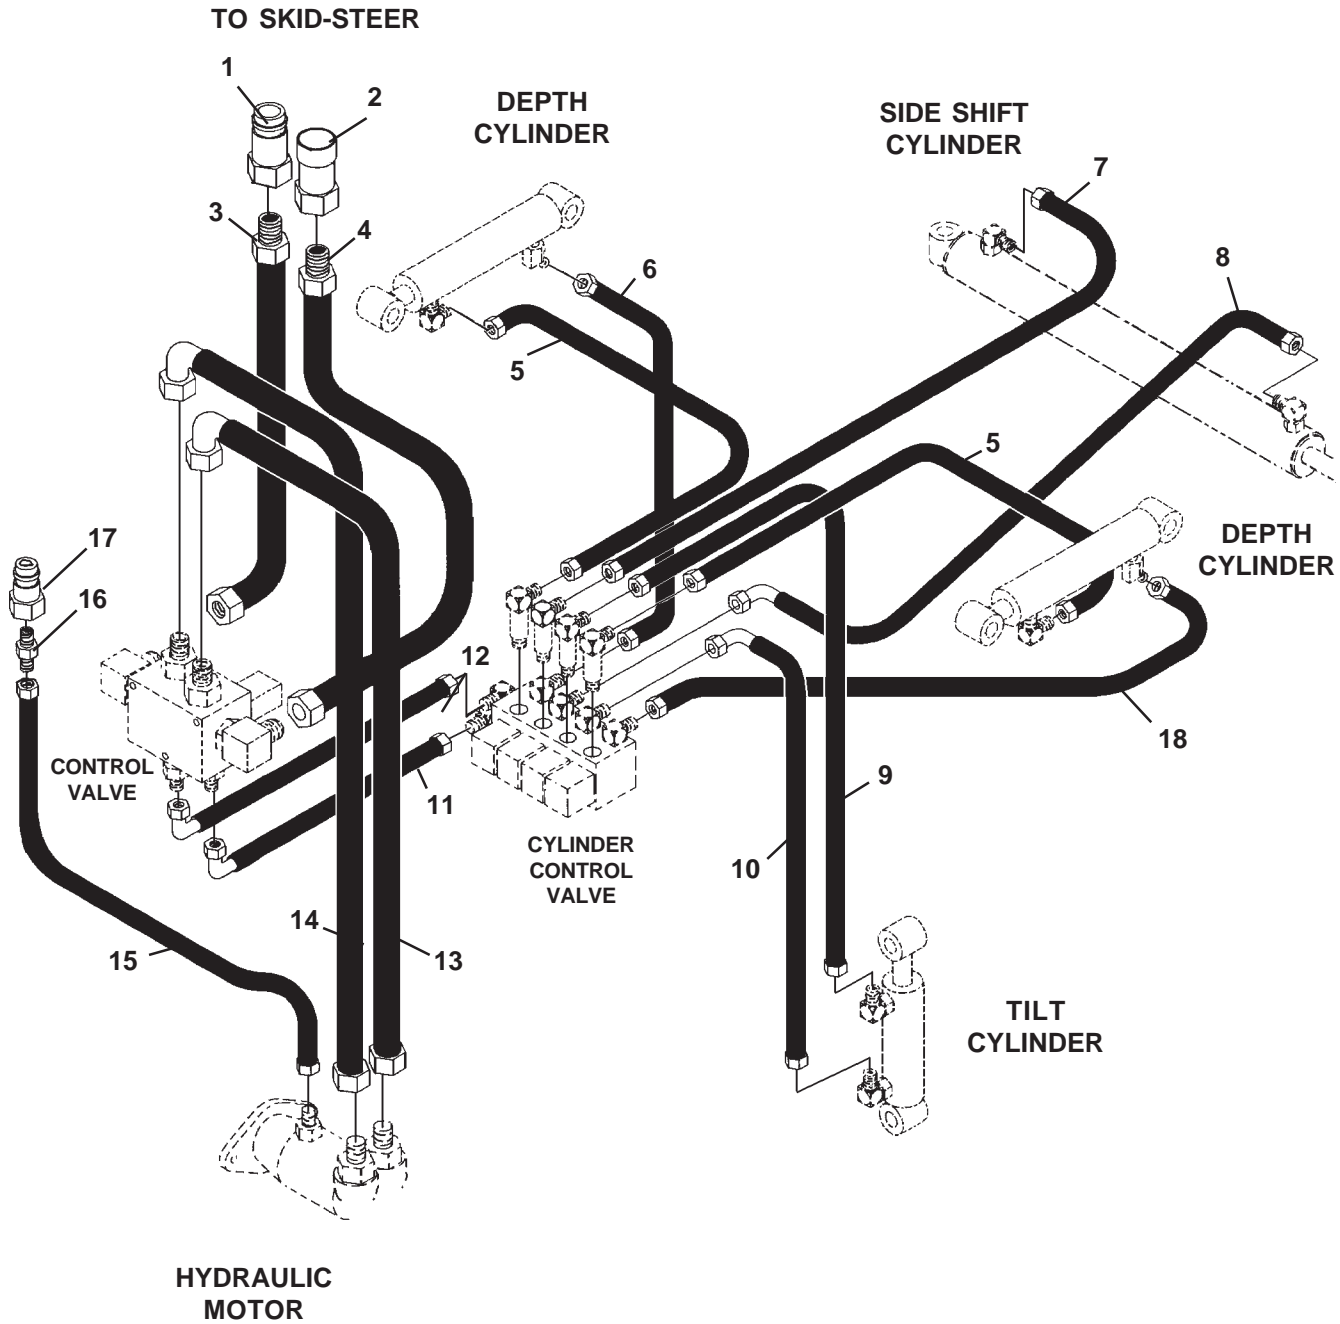 TO SKID-STEER
1
2
DEPTH
CYLINDER
SIDE SHIFT
CYLINDER
7
3
4
6
8
5
5
17
DEPTH
CYLINDER
16
12
18
CONTROL
VALVE
9
11
CYLINDER
CONTROL
VALVE
10
14
15
13
TILT
CYLINDER
HYDRAULIC
MOTOR